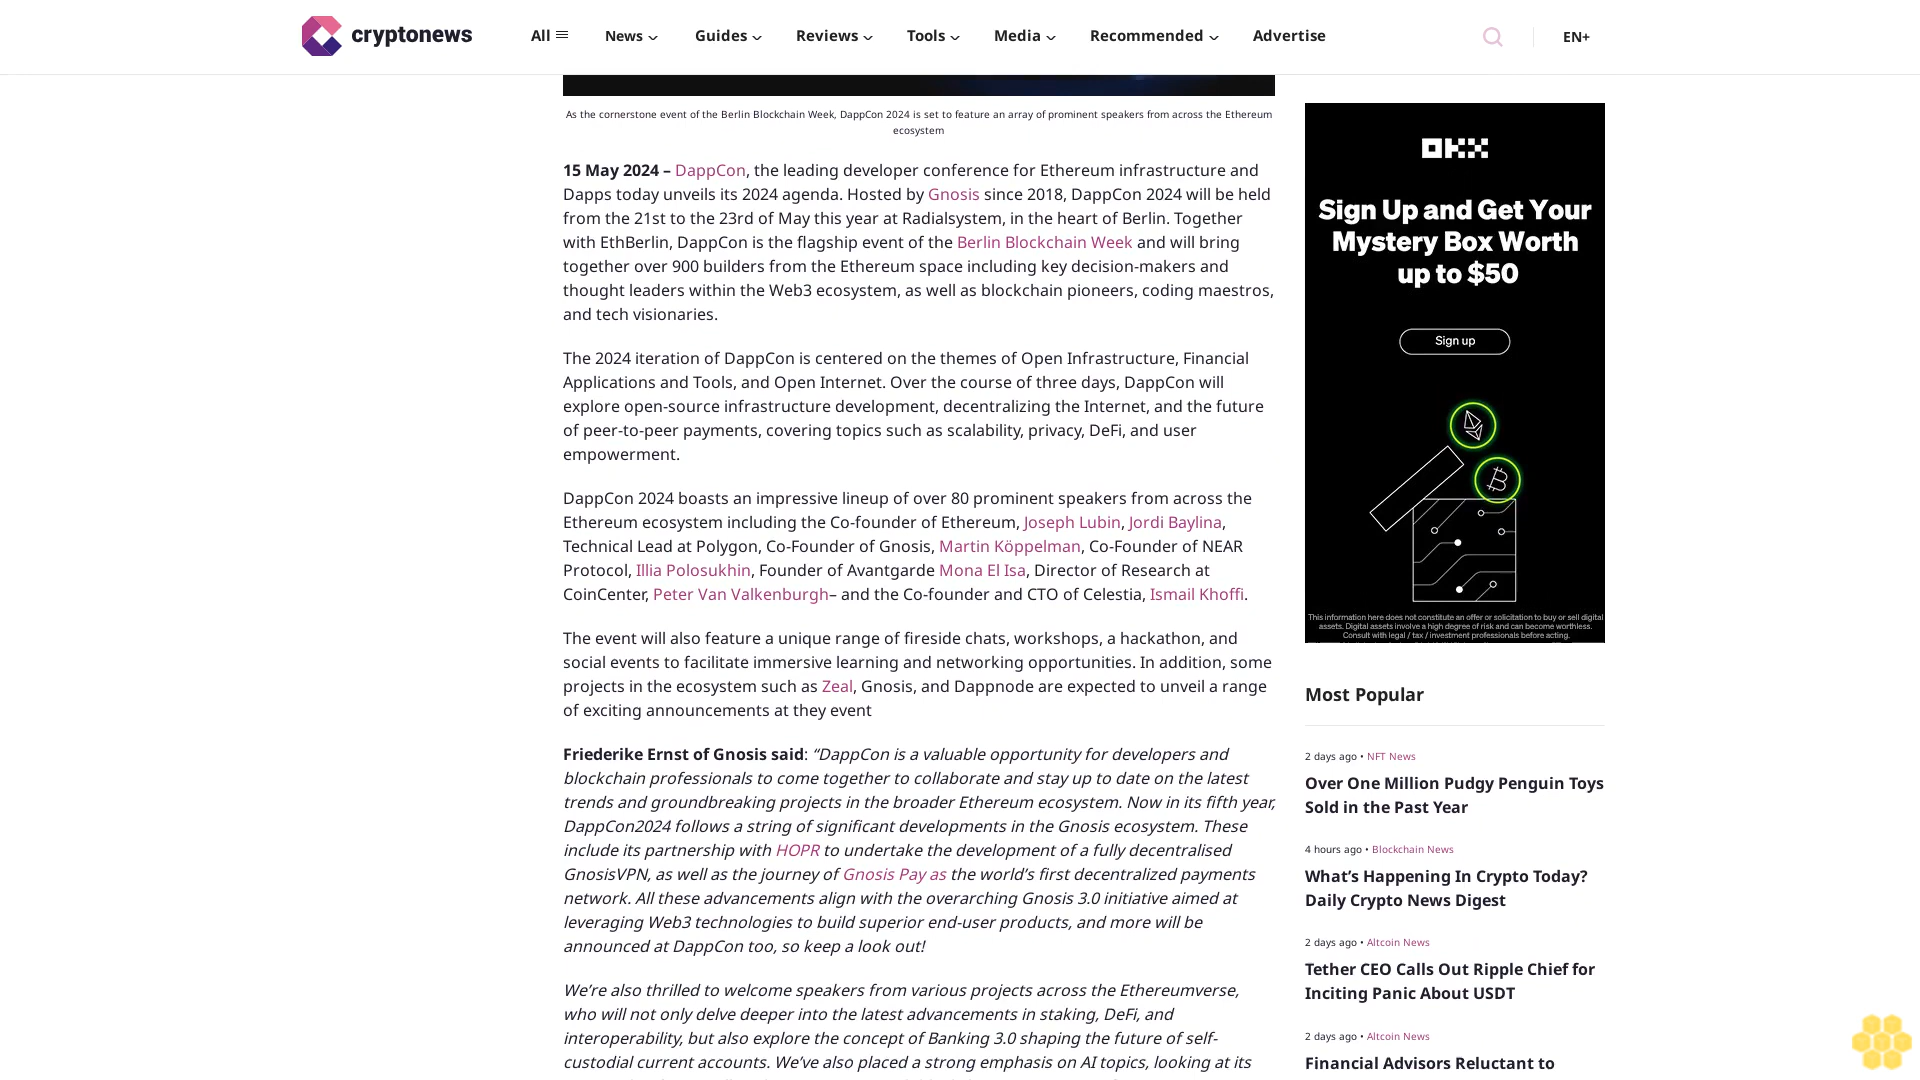 cryptonews
All
News
Guides
Reviews
Tools
Media
Recommended
Advertise
EN+
As the cornerstone event of the Berlin Blockchain Week, DappCon 2024 is set to feature an array of prominent speakers from across the Ethereum
ecosystem
15 May 2024 – DappCon, the leading developer conference for Ethereum infrastructure and
Dapps today unveils its 2024 agenda. Hosted by Gnosis since 2018, DappCon 2024 will be held
from the 21st to the 23rd of May this year at Radialsystem, in the heart of Berlin. Together
with EthBerlin, DappCon is the flagship event of the Berlin Blockchain Week and will bring
together over 900 builders from the Ethereum space including key decision-makers and
thought leaders within the Web3 ecosystem, as well as blockchain pioneers, coding maestros,
and tech visionaries.
The 2024 iteration of DappCon is centered on the themes of Open Infrastructure, Financial
Applications and Tools, and Open Internet. Over the course of three days, DappCon will
explore open-source infrastructure development, decentralizing the Internet, and the future
of peer-to-peer payments, covering topics such as scalability, privacy, DeFi, and user
empowerment.
DappCon 2024 boasts an impressive lineup of over 80 prominent speakers from across the
Ethereum ecosystem including the Co-founder of Ethereum, Joseph Lubin, Jordi Baylina,
Technical Lead at Polygon, Co-Founder of Gnosis, Martin Köppelman, Co-Founder of NEAR
Protocol, Illia Polosukhin, Founder of Avantgarde Mona El Isa, Director of Research at
CoinCenter, Peter Van Valkenburgh– and the Co-founder and CTO of Celestia, Ismail Khoffi.
The event will also feature a unique range of fireside chats, workshops, a hackathon, and
social events to facilitate immersive learning and networking opportunities. In addition, some
projects in the ecosystem such as Zeal, Gnosis, and Dappnode are expected to unveil a range
of exciting announcements at they event
Friederike Ernst of Gnosis said: “DappCon is a valuable opportunity for developers and
blockchain professionals to come together to collaborate and stay up to date on the latest
trends and groundbreaking projects in the broader Ethereum ecosystem. Now in its fifth year,
DappCon2024 follows a string of significant developments in the Gnosis ecosystem. These
include its partnership with HOPR to undertake the development of a fully decentralised
GnosisVPN, as well as the journey of Gnosis Pay as the world’s first decentralized payments
network. All these advancements align with the overarching Gnosis 3.0 initiative aimed at
leveraging Web3 technologies to build superior end-user products, and more will be
announced at DappCon too, so keep a look out!
We’re also thrilled to welcome speakers from various projects across the Ethereumverse,
who will not only delve deeper into the latest advancements in staking, DeFi, and
interoperability, but also explore the concept of Banking 3.0 shaping the future of self-
custodial current accounts. We’ve also placed a strong emphasis on AI topics, looking at its
OKX
Sign Up and Get Your
Mystery Box Worth
up to $50
Sign up
This information here does not constitute an offer or solicitation to buy or sell digital
assets. Digital assets involve a high degree of risk and can become worthless.
Consult with legal / tax / investment professionals before acting.
Most Popular
2 days ago • NFT News
Over One Million Pudgy Penguin Toys
Sold in the Past Year
4 hours ago • Blockchain News
What’s Happening In Crypto Today?
Daily Crypto News Digest
2 days ago • Altcoin News
Tether CEO Calls Out Ripple Chief for
Inciting Panic About USDT
2 days ago • Altcoin News
Financial Advisors Reluctant to